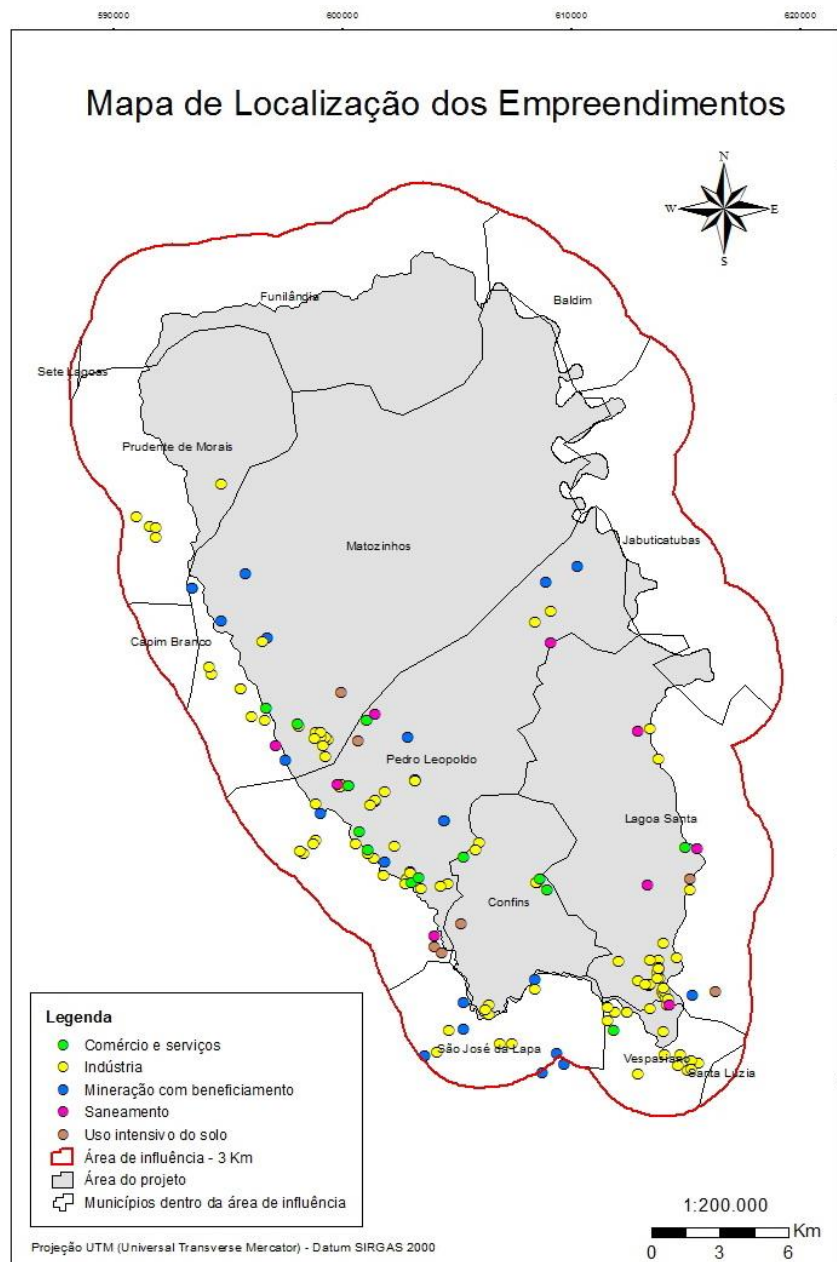 590000 600000 610000 620000
Mapa de Localização dos Empreendimentos
N
W E
S
Funilândia
Baldim
Sete Lagoas
Prudente de Morais
Matozinhos
Jabuticatubas
Capim Branco
Pedro Leopoldo
Lagoa Santa
Confins
São José da Lapa
Vespasiano
Santa Luzia
Legenda
Comércio e serviços
Indústria
Mineração com beneficiamento
Saneamento
Uso intensivo do solo
Área de influência - 3 Km
Área do projeto
Municípios dentro da área de influência
1:200.000
Km
0 3 6
Projeção UTM (Universal Transverse Mercator) - Datum SIRGAS 2000